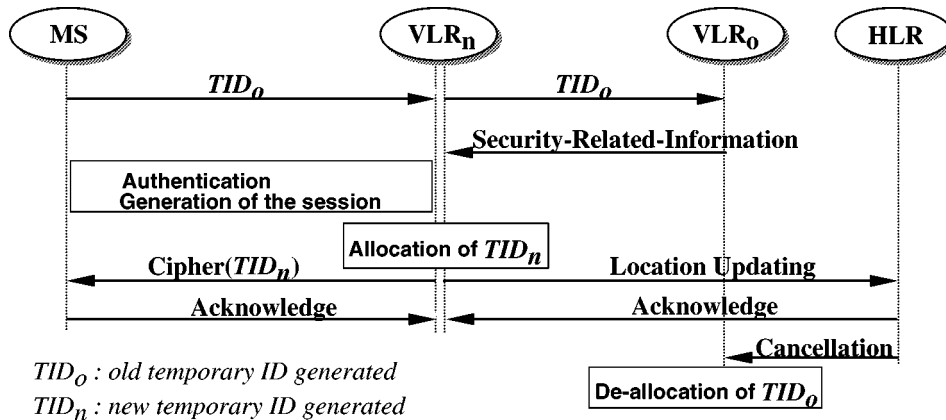 MS VLRn VLRo HLR
TIDo TIDo
Security-Related-Information
Authentication
Generation of the session
Allocation of TIDn
Cipher(TIDn) Location Updating
Acknowledge Acknowledge
Cancellation
TIDo : old temporary ID generated
De-allocation of TIDo
TIDn : new temporary ID generated